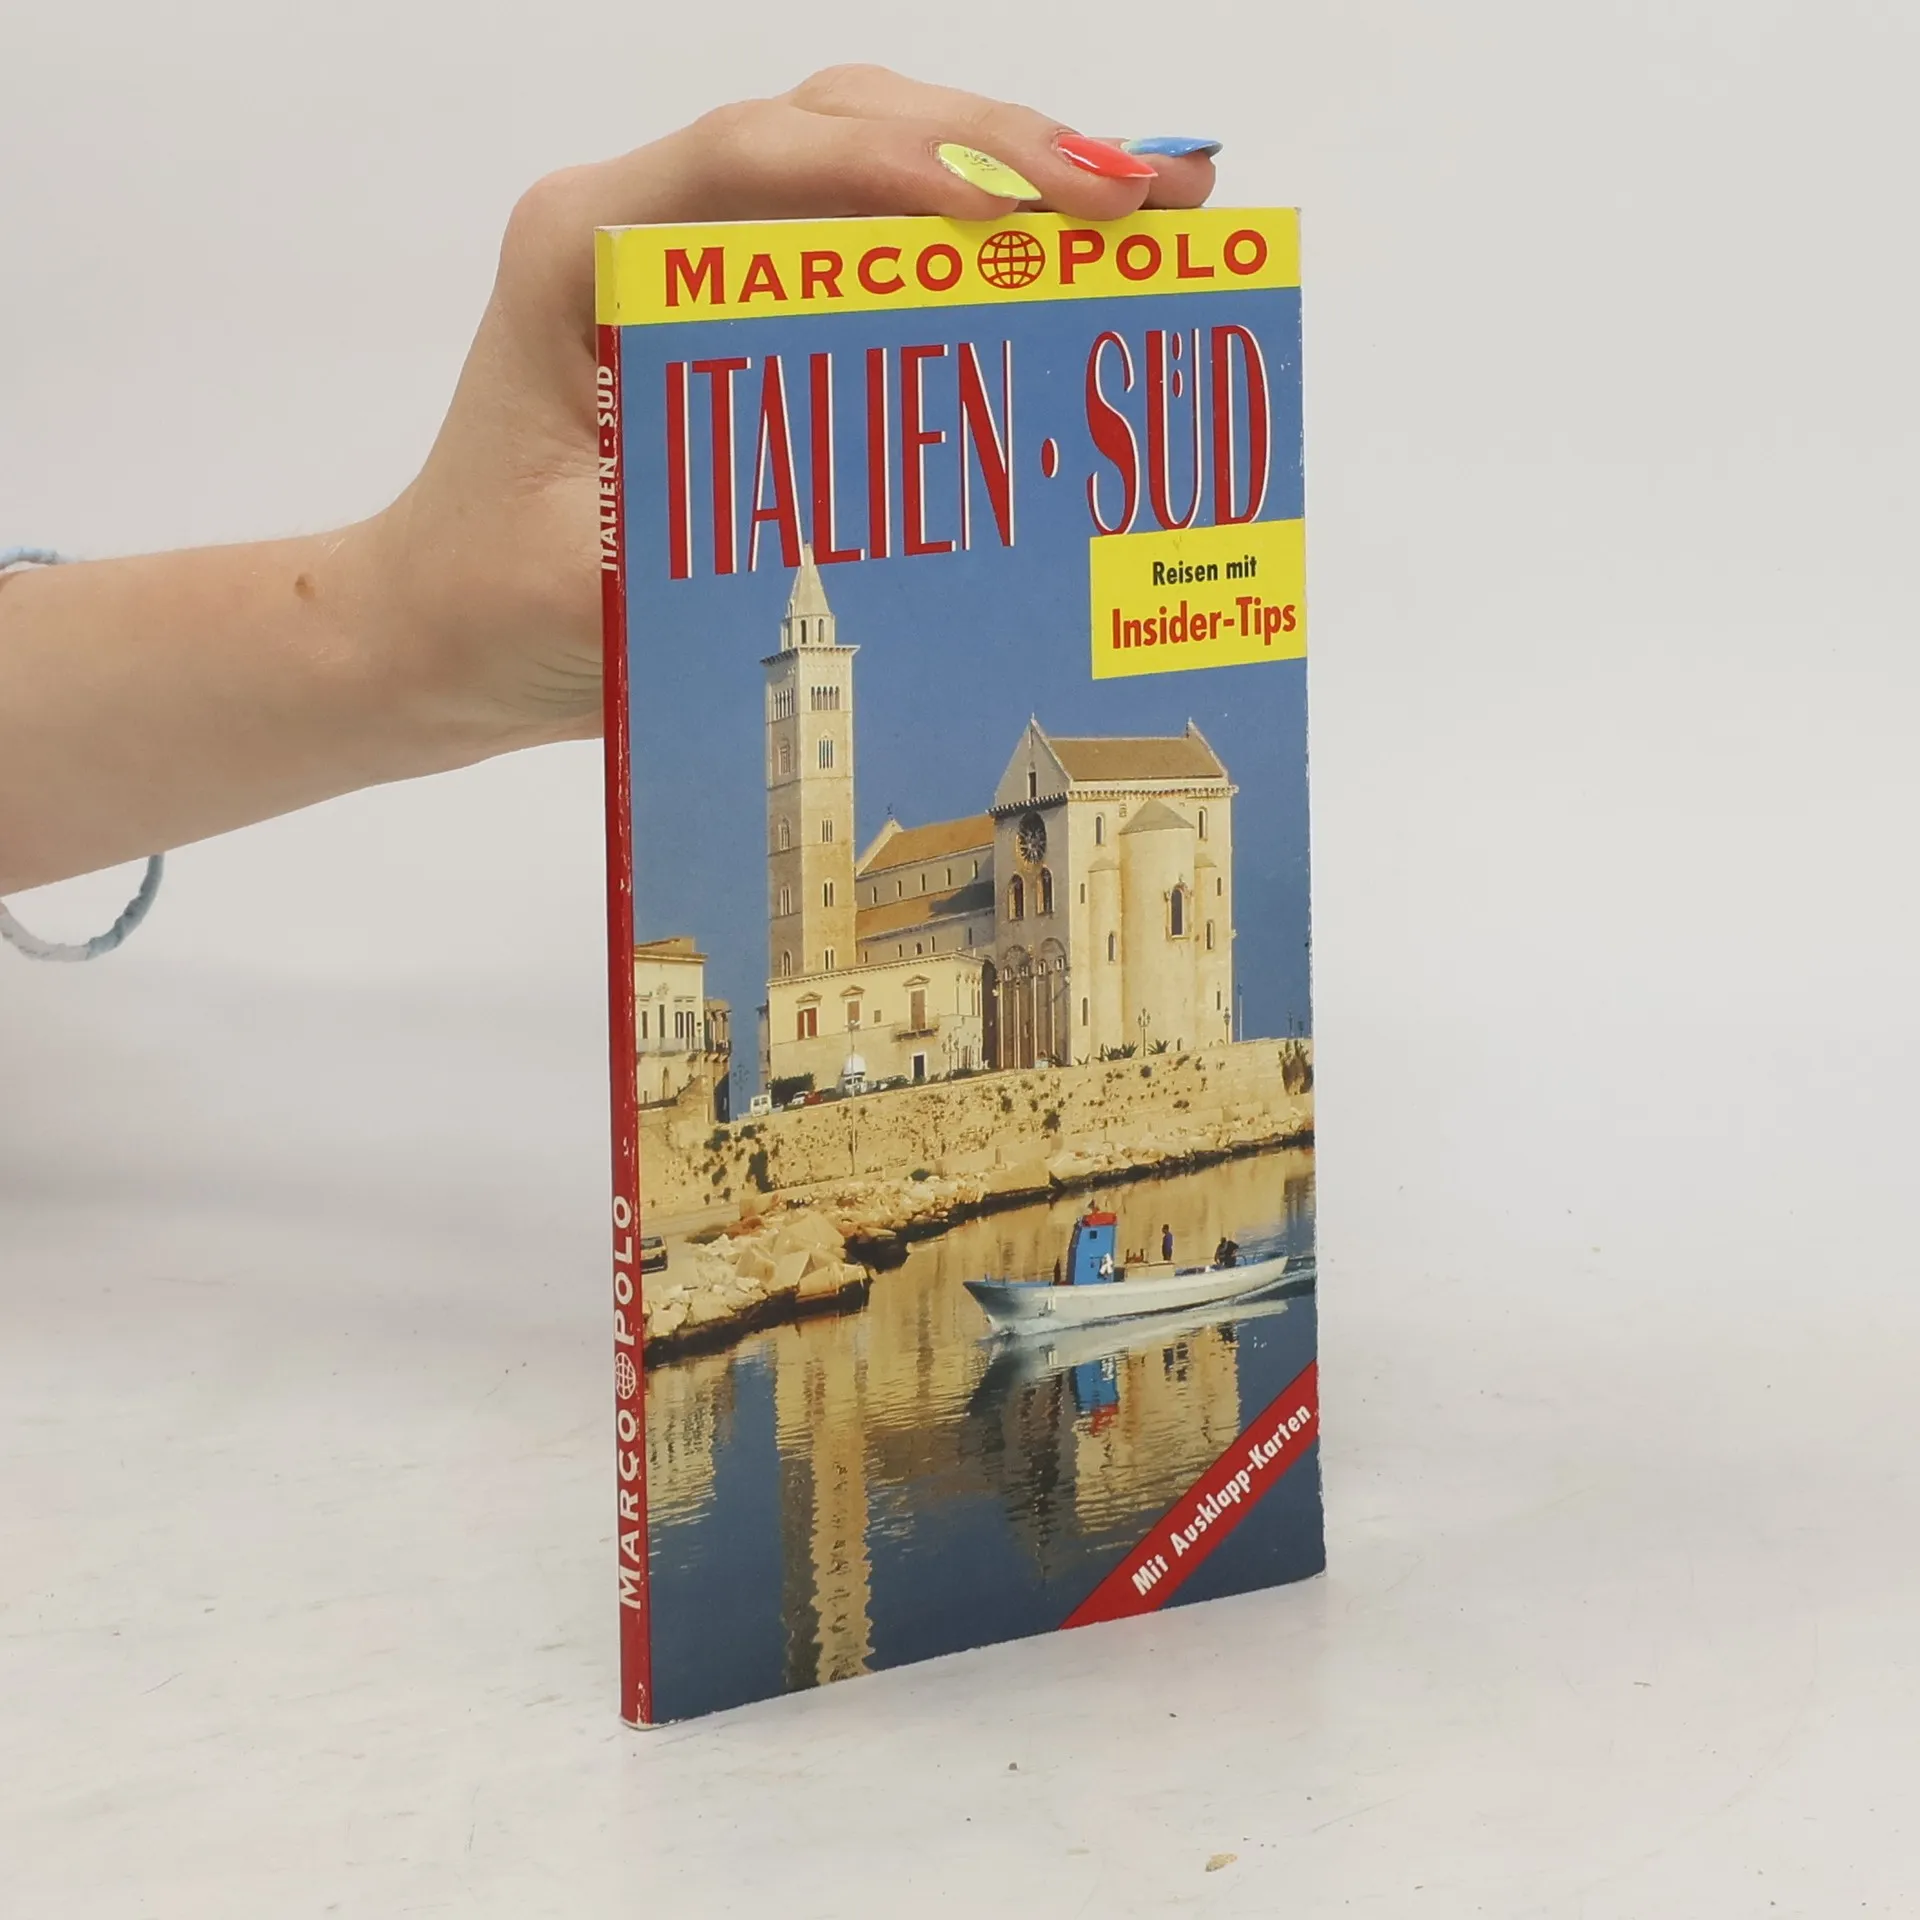 MARCO POLO
ITALIEN · SÜD
Reisen mit
Insider-Tips
Mit Ausklapp-Karten
ITALIEN · SÜD
MARCO POLO